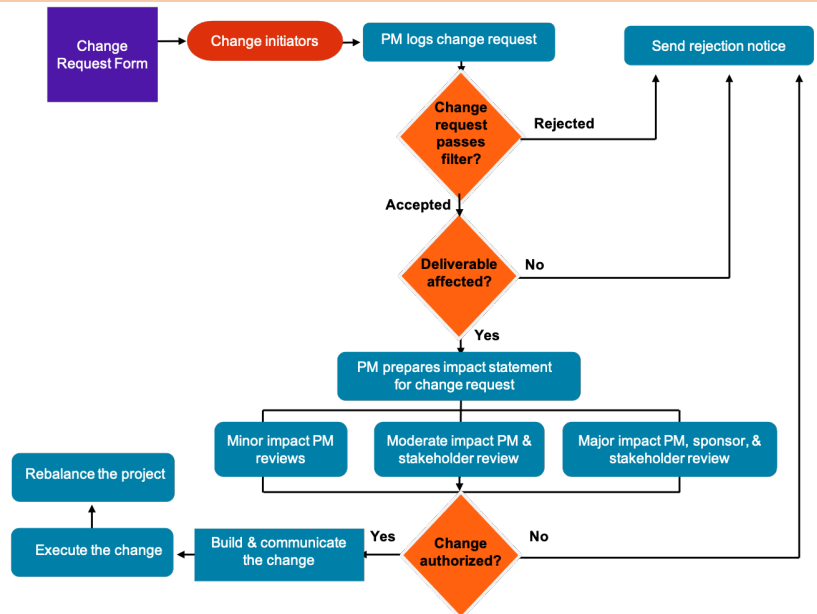 Change
Request Form
Change initiators
PM logs change request
Send rejection notice
Change
request
passes
filter?
Rejected
Accepted
Deliverable
affected?
No
Yes
PM prepares impact statement
for change request
Minor impact PM
reviews
Moderate impact PM &
stakeholder review
Major impact PM, sponsor, &
stakeholder review
Rebalance the project
Execute the change
Build & communicate
the change
Yes
Change
authorized?
No